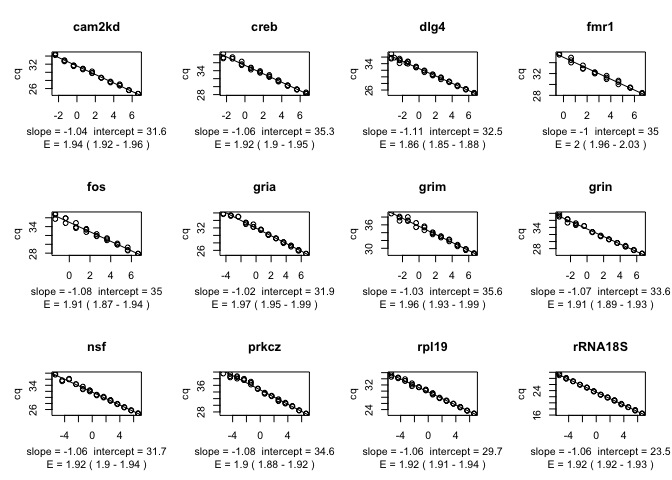 cam2kd
creb
dlg4
fmr1
cq
26
32
-2 0 2 4 6
slope = -1.04 intercept = 31.6
E = 1.94 ( 1.92 - 1.96 )
cq
28
34
-2 0 2 4 6
slope = -1.06 intercept = 35.3
E = 1.92 ( 1.9 - 1.95 )
cq
26
32
-2 0 2 4 6
slope = -1.11 intercept = 32.5
E = 1.86 ( 1.85 - 1.88 )
cq
28
32
0 2 4 6
slope = -1 intercept = 35
E = 2 ( 1.96 - 2.03 )
fos
gria
grim
grin
cq
28
34
0 2 4 6
slope = -1.08 intercept = 35
E = 1.91 ( 1.87 - 1.94 )
cq
26
32
-4 0 2 4 6
slope = -1.02 intercept = 31.9
E = 1.97 ( 1.95 - 1.99 )
cq
30
36
-2 0 2 4 6
slope = -1.03 intercept = 35.6
E = 1.96 ( 1.93 - 1.99 )
cq
28
34
-2 0 2 4 6
slope = -1.07 intercept = 33.6
E = 1.91 ( 1.89 - 1.93 )
nsf
prkcz
rpl19
rRNA18S
cq
26
34
-4 0 4
slope = -1.06 intercept = 31.7
E = 1.92 ( 1.9 - 1.94 )
cq
28
34
-4 0 4
slope = -1.08 intercept = 34.6
E = 1.9 ( 1.88 - 1.92 )
cq
24
30
-4 0 4
slope = -1.06 intercept = 29.7
E = 1.92 ( 1.91 - 1.94 )
cq
16
24
-4 0 4
slope = -1.06 intercept = 23.5
E = 1.92 ( 1.92 - 1.93 )